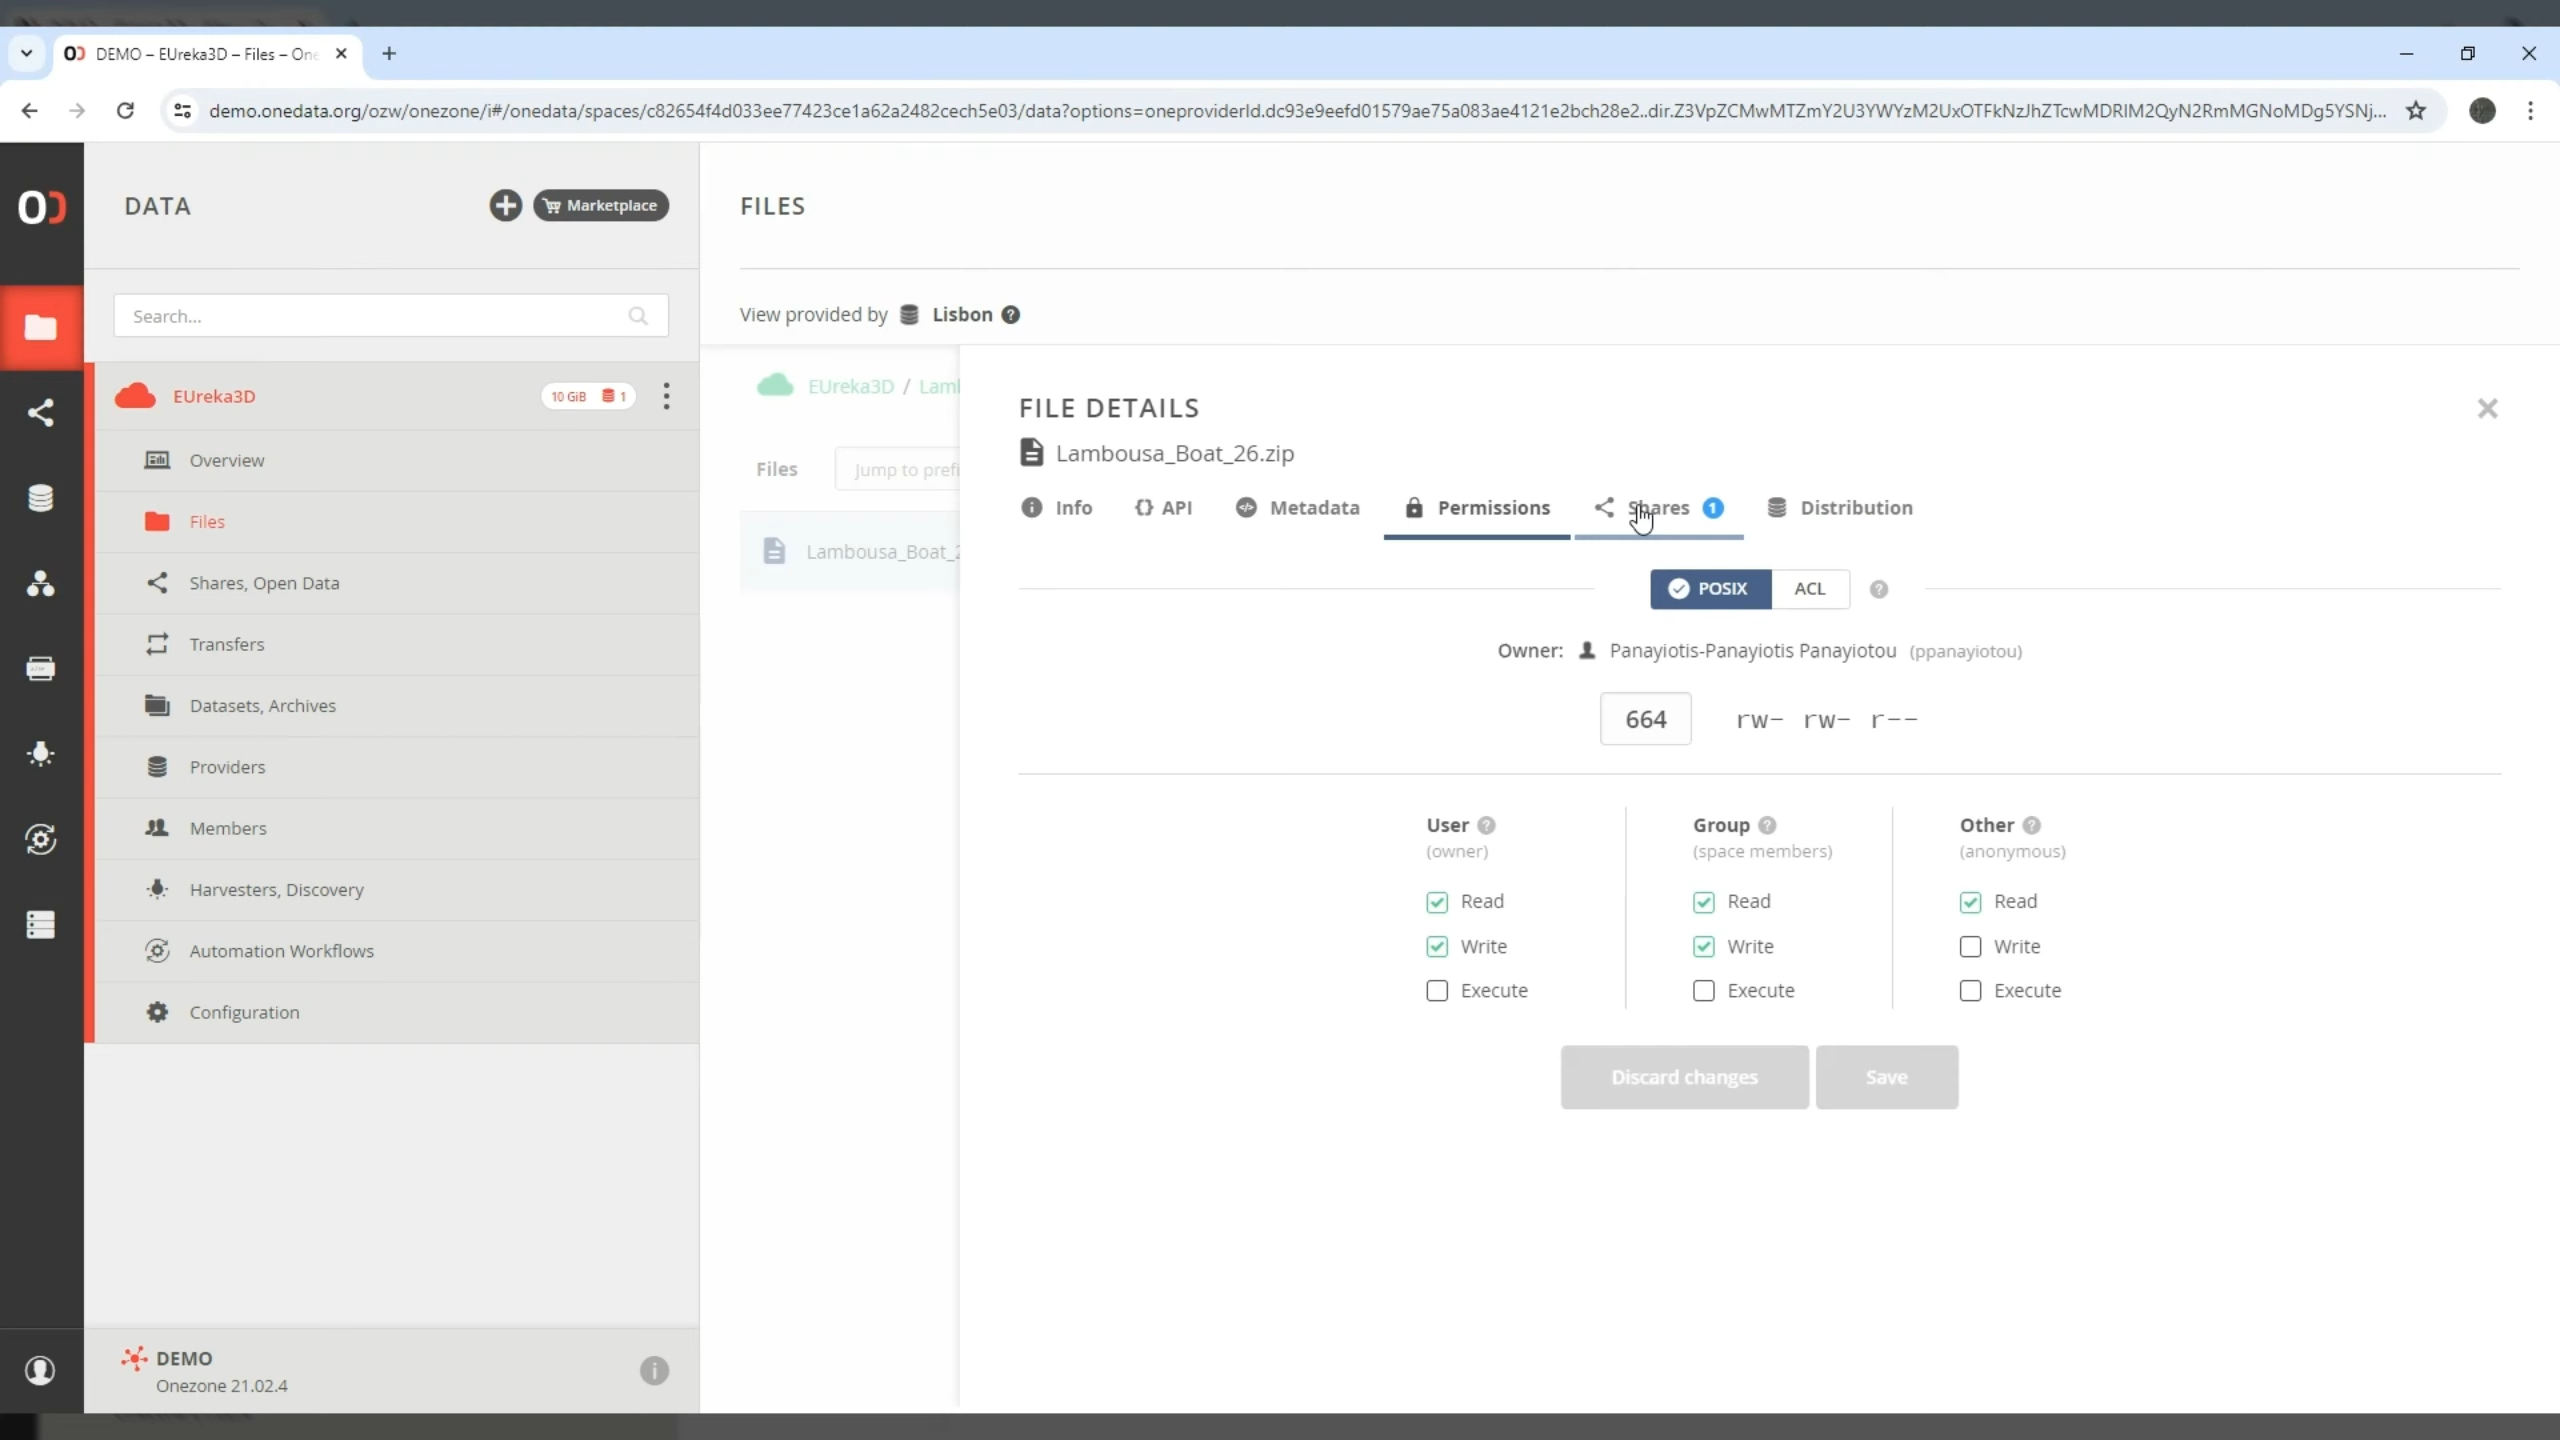 DEMO – EUreka3D – Files – One
demo.onedata.org/ozw/onezone/i#/onedata/spaces/c82654f4d033ee77423ce1a62a2482cech5e03/data?options=oneproviderId.dc93e9eefd01579ae75a083ae4121e2bch28e2..dir.Z3VpZCMwMTZmY2U3YWYzM2UxOTFkNzJhZTcwMDRlM2QyN2RmMGNoMDg5YSNj...
DATA
Marketplace
Search...
EUreka3D
10 GiB 1
Overview
Files
Shares, Open Data
Transfers
Datasets, Archives
Providers
Members
Harvesters, Discovery
Automation Workflows
Configuration
DEMO
Onezone 21.02.4
FILES
View provided by Lisbon
EUreka3D / Lam
Files Jump to prefi
Lambousa_Boat_2
FILE DETAILS
Lambousa_Boat_26.zip
Info API Metadata Permissions Shares 1 Distribution
POSIX ACL
Owner: Panayiotis-Panayiotis Panayiotou (ppanayiotou)
664 rw- rw- r--
User Group Other
(owner) (space members) (anonymous)
Read Read Read
Write Write Write
Execute Execute Execute
Discard changes Save